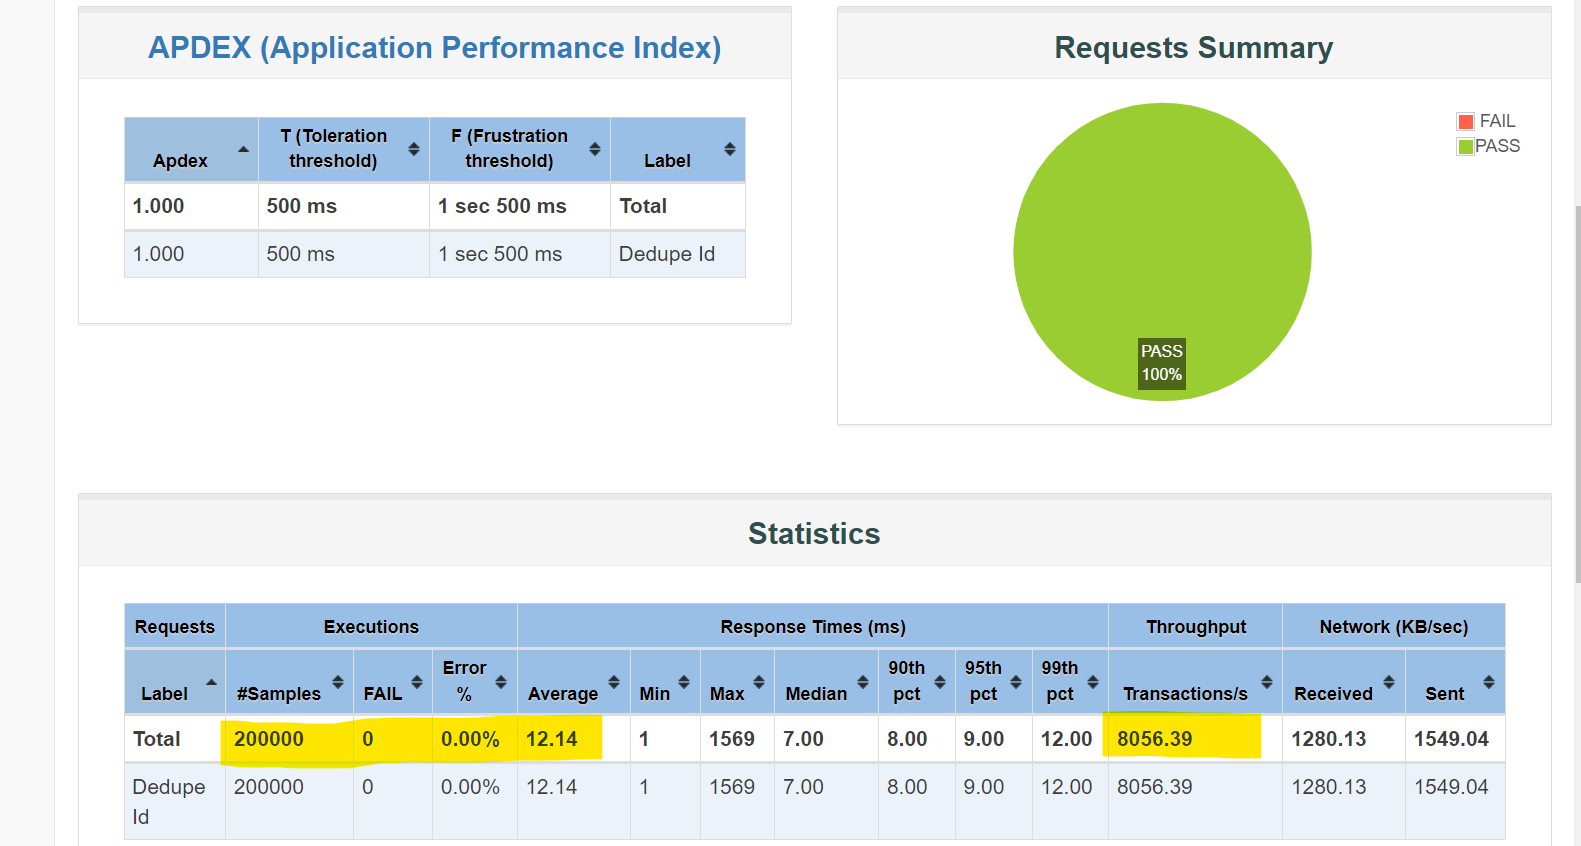 APDEX (Application Performance Index)
Apdex T (Toleration threshold) F (Frustration threshold) Label
1.000 500 ms 1 sec 500 ms Total
1.000 500 ms 1 sec 500 ms Dedupe Id
Requests Summary
FAIL
PASS
PASS
100%
Statistics
Requests Executions Response Times (ms) Throughput Network (KB/sec)
Label #Samples FAIL Error % Average Min Max Median 90th pct 95th pct 99th pct Transactions/s Received Sent
Total 200000 0 0.00% 12.14 1 1569 7.00 8.00 9.00 12.00 8056.39 1280.13 1549.04
Dedupe Id 200000 0 0.00% 12.14 1 1569 7.00 8.00 9.00 12.00 8056.39 1280.13 1549.04